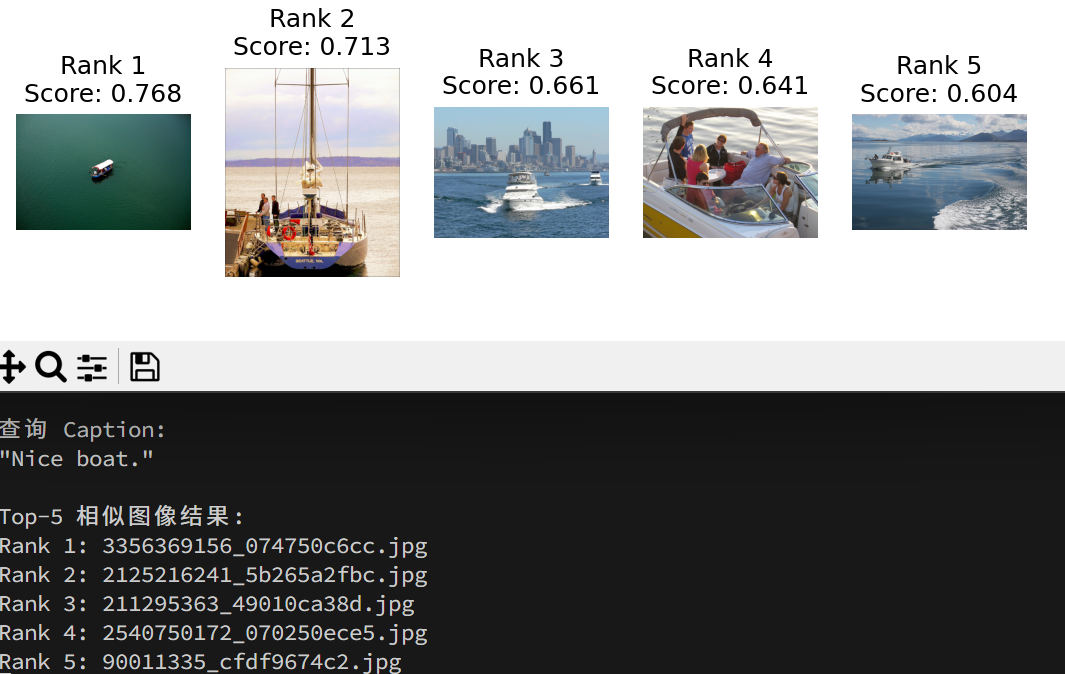 Rank 1
Score: 0.768
Rank 2
Score: 0.713
Rank 3
Score: 0.661
Rank 4
Score: 0.641
Rank 5
Score: 0.604
SEATTLE, WA.
查询 Caption:
"Nice boat."
Top-5 相似图像结果:
Rank 1: 3356369156_074750c6cc.jpg
Rank 2: 2125216241_5b265a2fbc.jpg
Rank 3: 211295363_49010ca38d.jpg
Rank 4: 2540750172_070250ece5.jpg
Rank 5: 90011335_cfdf9674c2.jpg